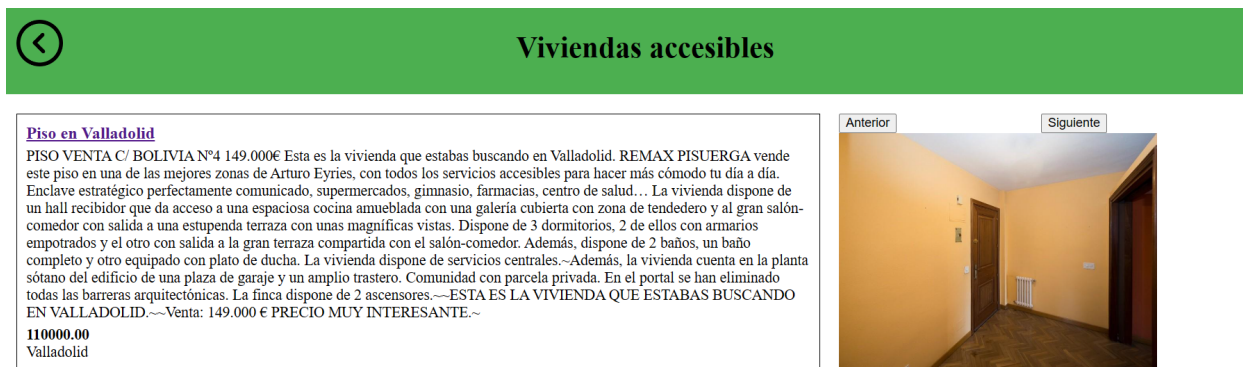 Viviendas accesibles
Piso en Valladolid
PISO VENTA C/ BOLIVIA Nº4 149.000€ Esta es la vivienda que estabas buscando en Valladolid. REMAX PISUERGA vende
este piso en una de las mejores zonas de Arturo Eyries, con todos los servicios accesibles para hacer más cómodo tu día a día.
Enclave estratégico perfectamente comunicado, supermercados, gimnasio, farmacias, centro de salud… La vivienda dispone de
un hall recibidor que da acceso a una espaciosa cocina amueblada con una galería cubierta con zona de tendedero y al gran salón-
comedor con salida a una estupenda terraza con unas magníficas vistas. Dispone de 3 dormitorios, 2 de ellos con armarios
empotrados y el otro con salida a la gran terraza compartida con el salón-comedor. Además, dispone de 2 baños, un baño
completo y otro equipado con plato de ducha. La vivienda dispone de servicios centrales.~Además, la vivienda cuenta en la planta
sótano del edificio de una plaza de garaje y un amplio trastero. Comunidad con parcela privada. En el portal se han eliminado
todas las barreras arquitectónicas. La finca dispone de 2 ascensores.~~ESTA ES LA VIVIENDA QUE ESTABAS BUSCANDO
EN VALLADOLID.~~Venta: 149.000 € PRECIO MUY INTERESANTE.~
110000.00
Valladolid
Anterior
Siguiente